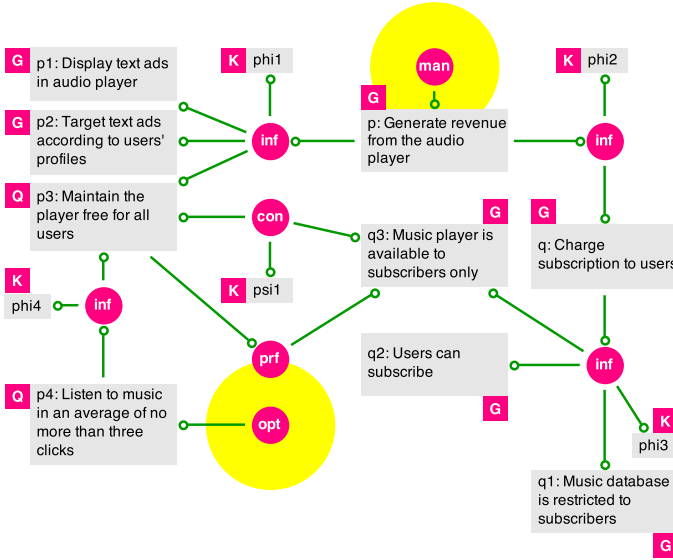 G
p1: Display text ads
in audio player
K
phi1
man
K
phi2
G
p2: Target text ads
according to users'
profiles
inf
G
p: Generate revenue
from the audio
player
inf
Q
p3: Maintain the
player free for all
users
con
G
q3: Music player is
available to
subscribers only
G
q: Charge
subscription to users
K
psi1
K
phi4
inf
prf
q2: Users can
subscribe
G
inf
Q
p4: Listen to music
in an average of no
more than three
clicks
opt
K
phi3
q1: Music database
is restricted to
subscribers
G